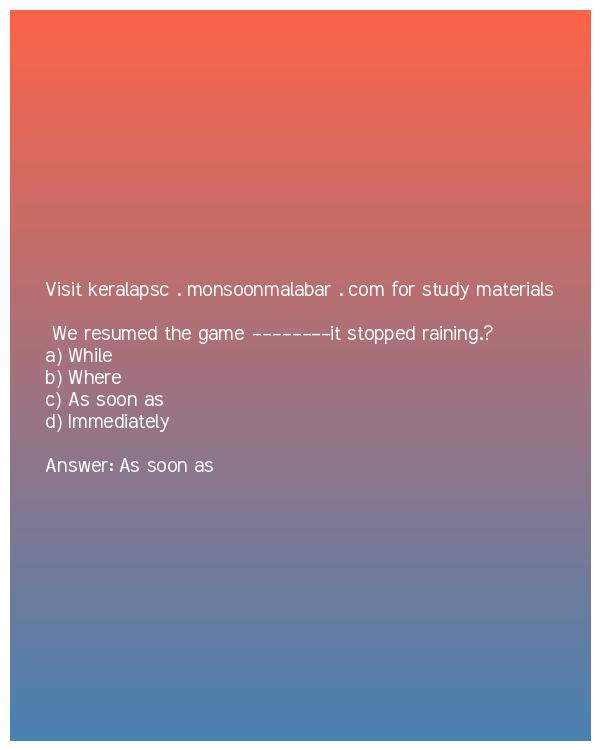 Visit keralapsc . monsoonmalabar . com for study materials
We resumed the game --------it stopped raining.?
a) While
b) Where
c) As soon as
d) Immediately
Answer: As soon as